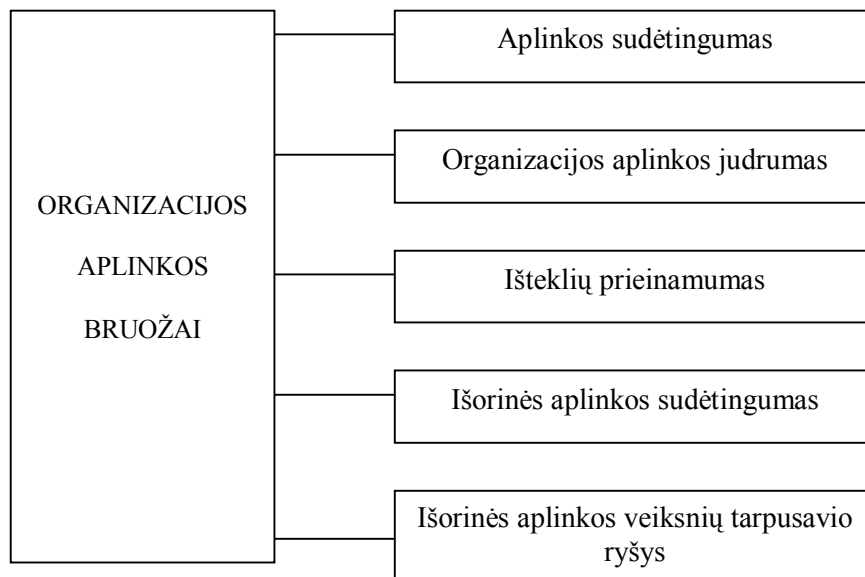 ORGANIZACIJOS
APLINKOS
BRUOŽAI
Aplinkos sudėtingumas
Organizacijos aplinkos judrumas
Išteklių prieinamumas
Išorinės aplinkos sudėtingumas
Išorinės aplinkos veiksnių tarpusavio
ryšys